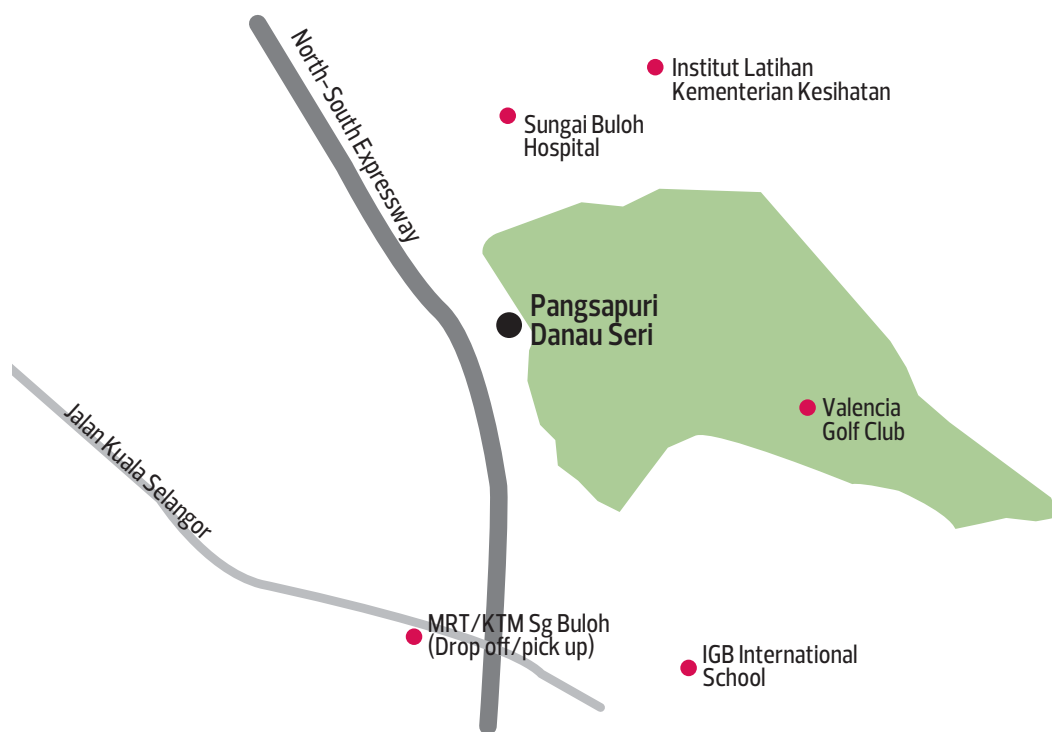 North-South Expressway
Institut Latihan
Kementerian Kesihatan
Sungai Buloh
Hospital
Pangsapuri
Danau Seri
Valencia
Golf Club
Jalan Kuala Selangor
MRT/KTM Sg Buloh
(Drop off/pick up)
IGB International
School